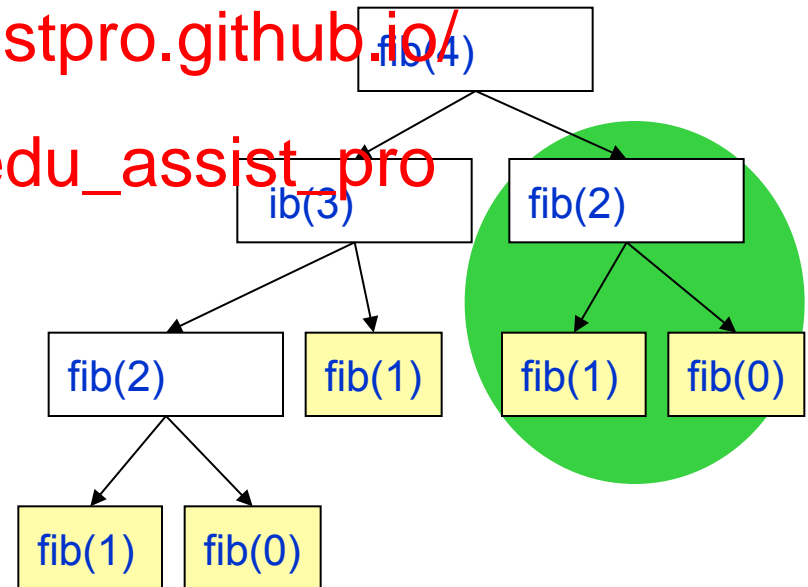 stpro.github.io/
fib(4)
edu_assist_pro
ib(3)
fib(2)
fib(2)
fib(1)
fib(1)
fib(0)
fib(1)
fib(0)